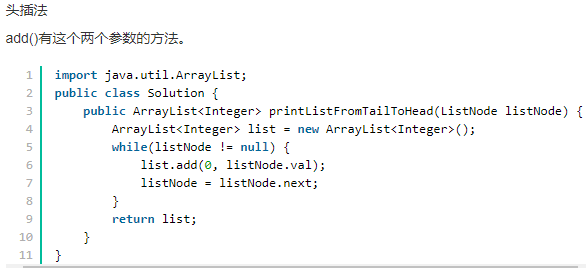 头插法
add()有这个两个参数的方法。
1 import java.util.ArrayList;
2 public class Solution {
3     public ArrayList<Integer> printListFromTailToHead(ListNode listNode) {
4         ArrayList<Integer> list = new ArrayList<Integer>();
5         while(listNode != null) {
6             list.add(0, listNode.val);
7             listNode = listNode.next;
8         }
9         return list;
10     }
11 }